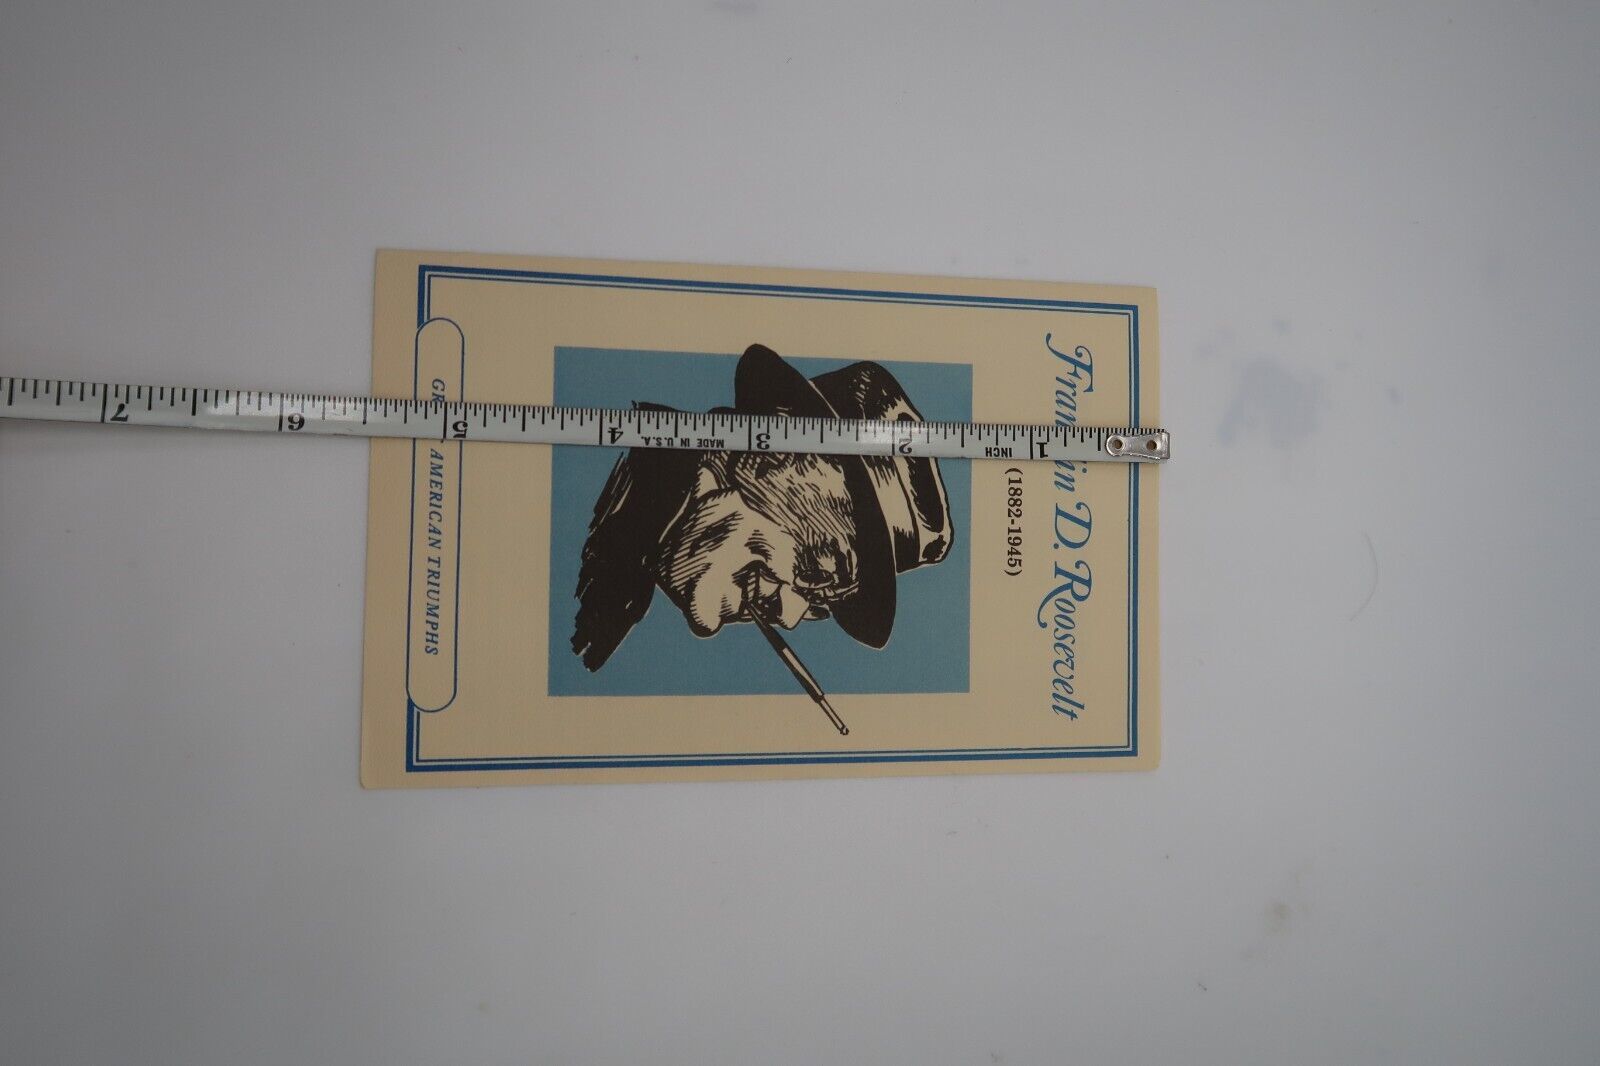 Fran in D. Roosevelt
(1882-1945)
GR AMERICAN TRIUMPHS
1
INCH
2
3
MADE IN U.S.A.
4
5
6
7